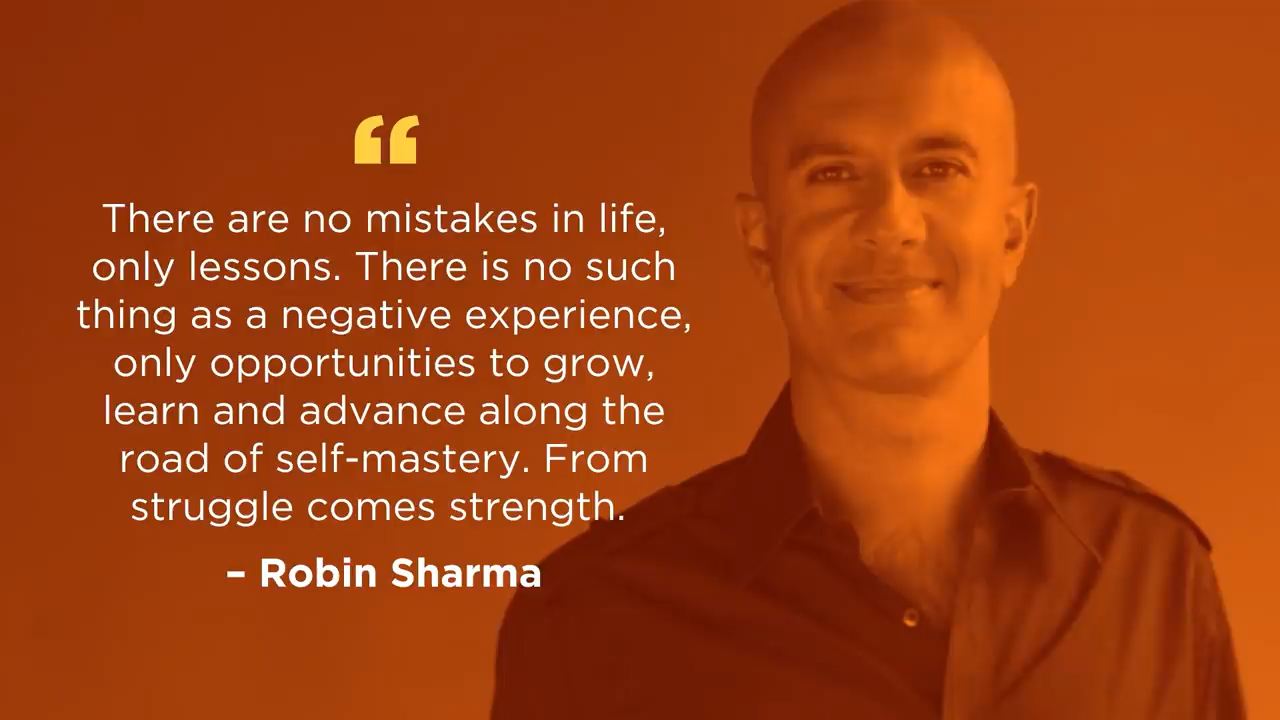 “
There are no mistakes in life,
only lessons. There is no such
thing as a negative experience,
only opportunities to grow,
learn and advance along the
road of self-mastery. From
struggle comes strength.
– Robin Sharma